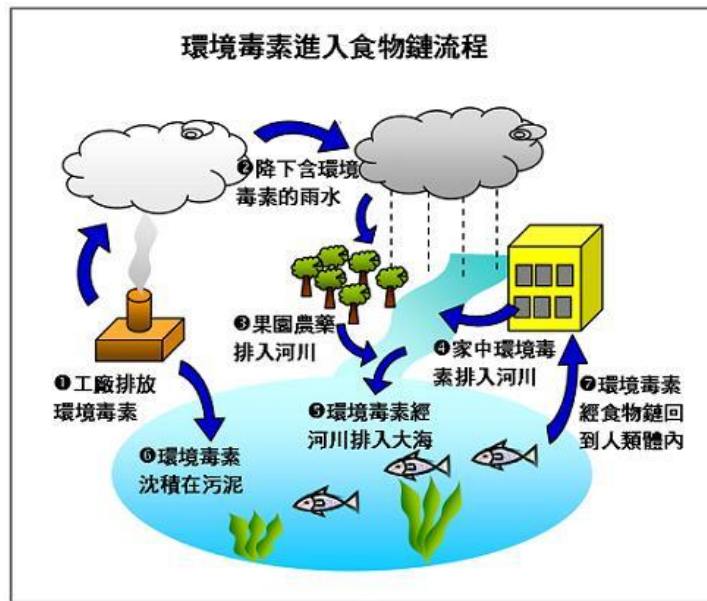 環境毒素進入食物鏈流程
❷降下含環境
毒素的雨水
❸果園農藥
排入河川
❹家中環境毒
素排入河川
❶工廠排放
環境毒素
❺環境毒素經
河川排入大海
❼環境毒素
經食物鏈回
到人類體內
❻環境毒素
沈積在污泥